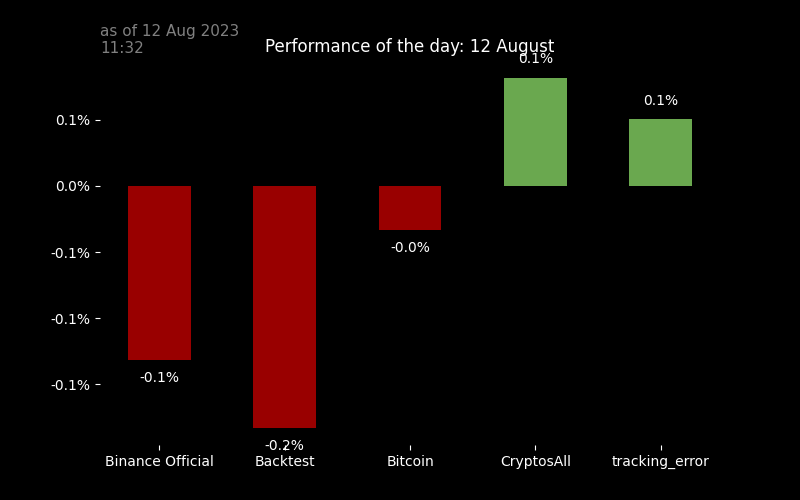 as of 12 Aug 2023
11:32
Performance of the day: 12 August
0.1%
0.1%
0.1%
0.0%
-0.1%
-0.0%
-0.1%
-0.1%
-0.1%
-0.2%
Binance Official
Backtest
Bitcoin
CryptosAll
tracking_error